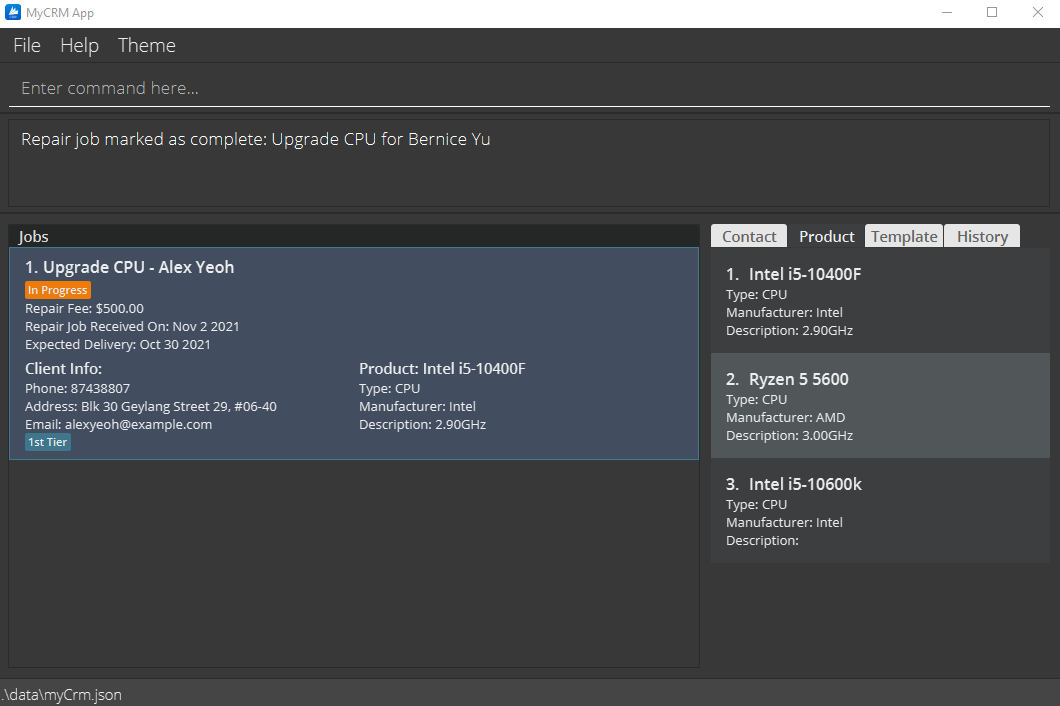 MyCRM App
File Help Theme
Enter command here...
Repair job marked as complete: Upgrade CPU for Bernice Yu
Jobs
1. Upgrade CPU - Alex Yeoh
In Progress
Repair Fee: $500.00
Repair Job Received On: Nov 2 2021
Expected Delivery: Oct 30 2021
Client Info:
Phone: 87438807
Address: Blk 30 Geylang Street 29, #06-40
Email: alexyeoh@example.com
1st Tier
Product: Intel i5-10400F
Type: CPU
Manufacturer: Intel
Description: 2.90GHz
Contact Product Template History
1. Intel i5-10400F
Type: CPU
Manufacturer: Intel
Description: 2.90GHz
2. Ryzen 5 5600
Type: CPU
Manufacturer: AMD
Description: 3.00GHz
3. Intel i5-10600k
Type: CPU
Manufacturer: Intel
Description:
.\data\myCrm.json